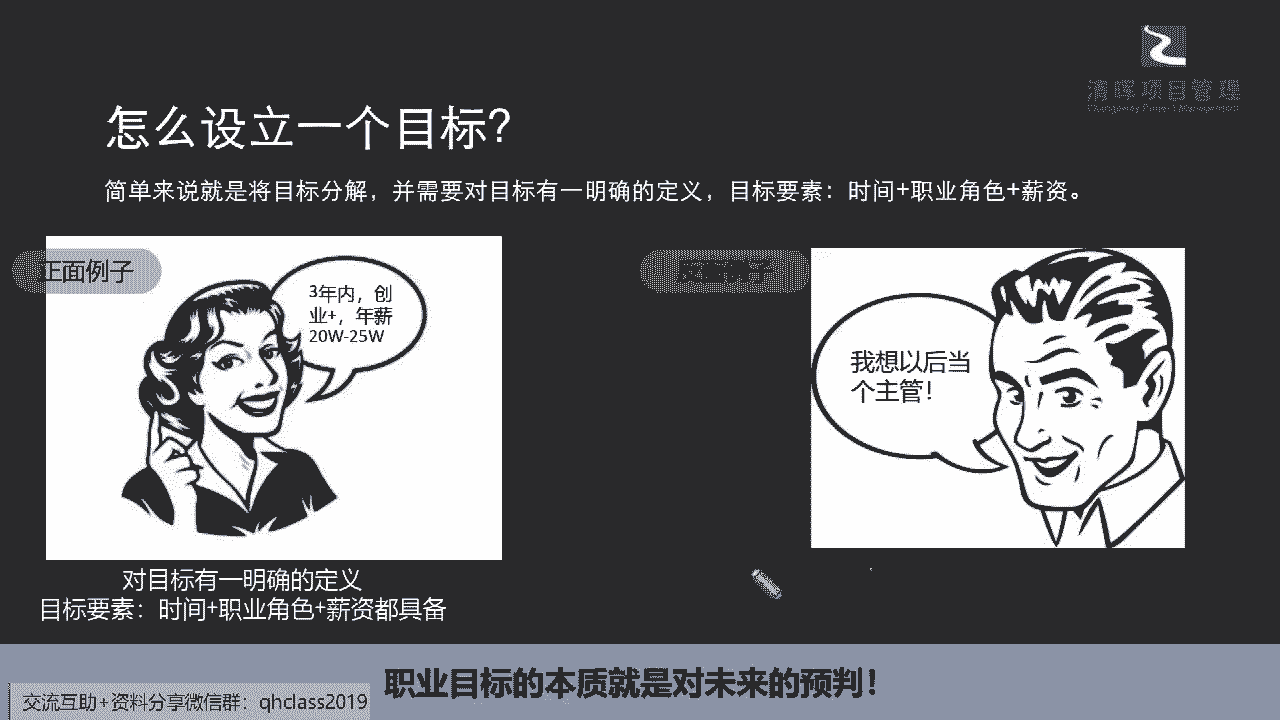 清晖项目管理
怎么设立一个目标?
简单来说就是将目标分解，并需要对目标有一明确的定义，目标要素：时间+职业角色+薪资。
正面例子
3年内，创
业+，年薪
20W-25W
我想以后当
个主管！
对目标有一明确的定义
目标要素：时间+职业角色+薪资都具备
职业目标的本质就是对未来的预判！
交流互助+资料分享微信群：qhclass2019